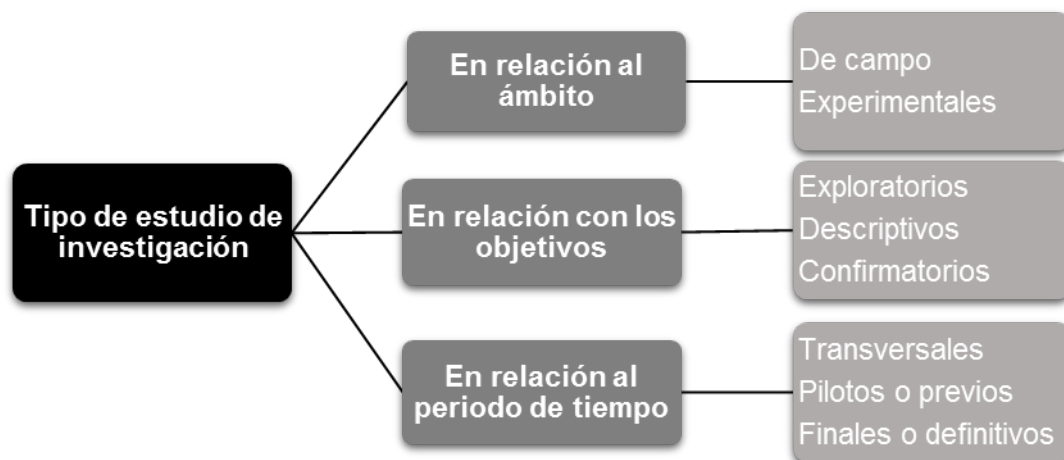 Tipo de estudio de
investigación
En relación al
ámbito
De campo
Experimentales
En relación con los
objetivos
Exploratorios
Descriptivos
Confirmatorios
En relación al
periodo de tiempo
Transversales
Pilotos o previos
Finales o definitivos